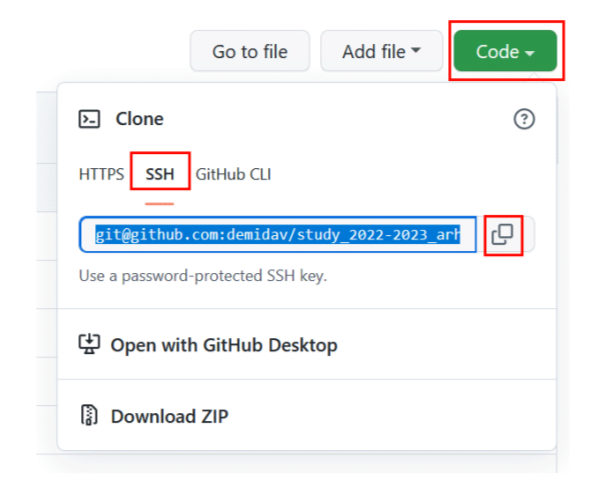 Go to file Add file Code
Clone
HTTPS SSH GitHub CLI
git@github.com:demidav/study_2022-2023_arh
Use a password-protected SSH key.
Open with GitHub Desktop
Download ZIP